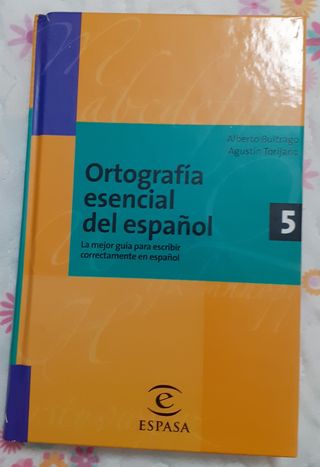 Alberto Buitrago
Agustín Torijano
Ortografía
esencial
del español
5
La mejor guía para escribir
correctamente en español
e
ESPASA